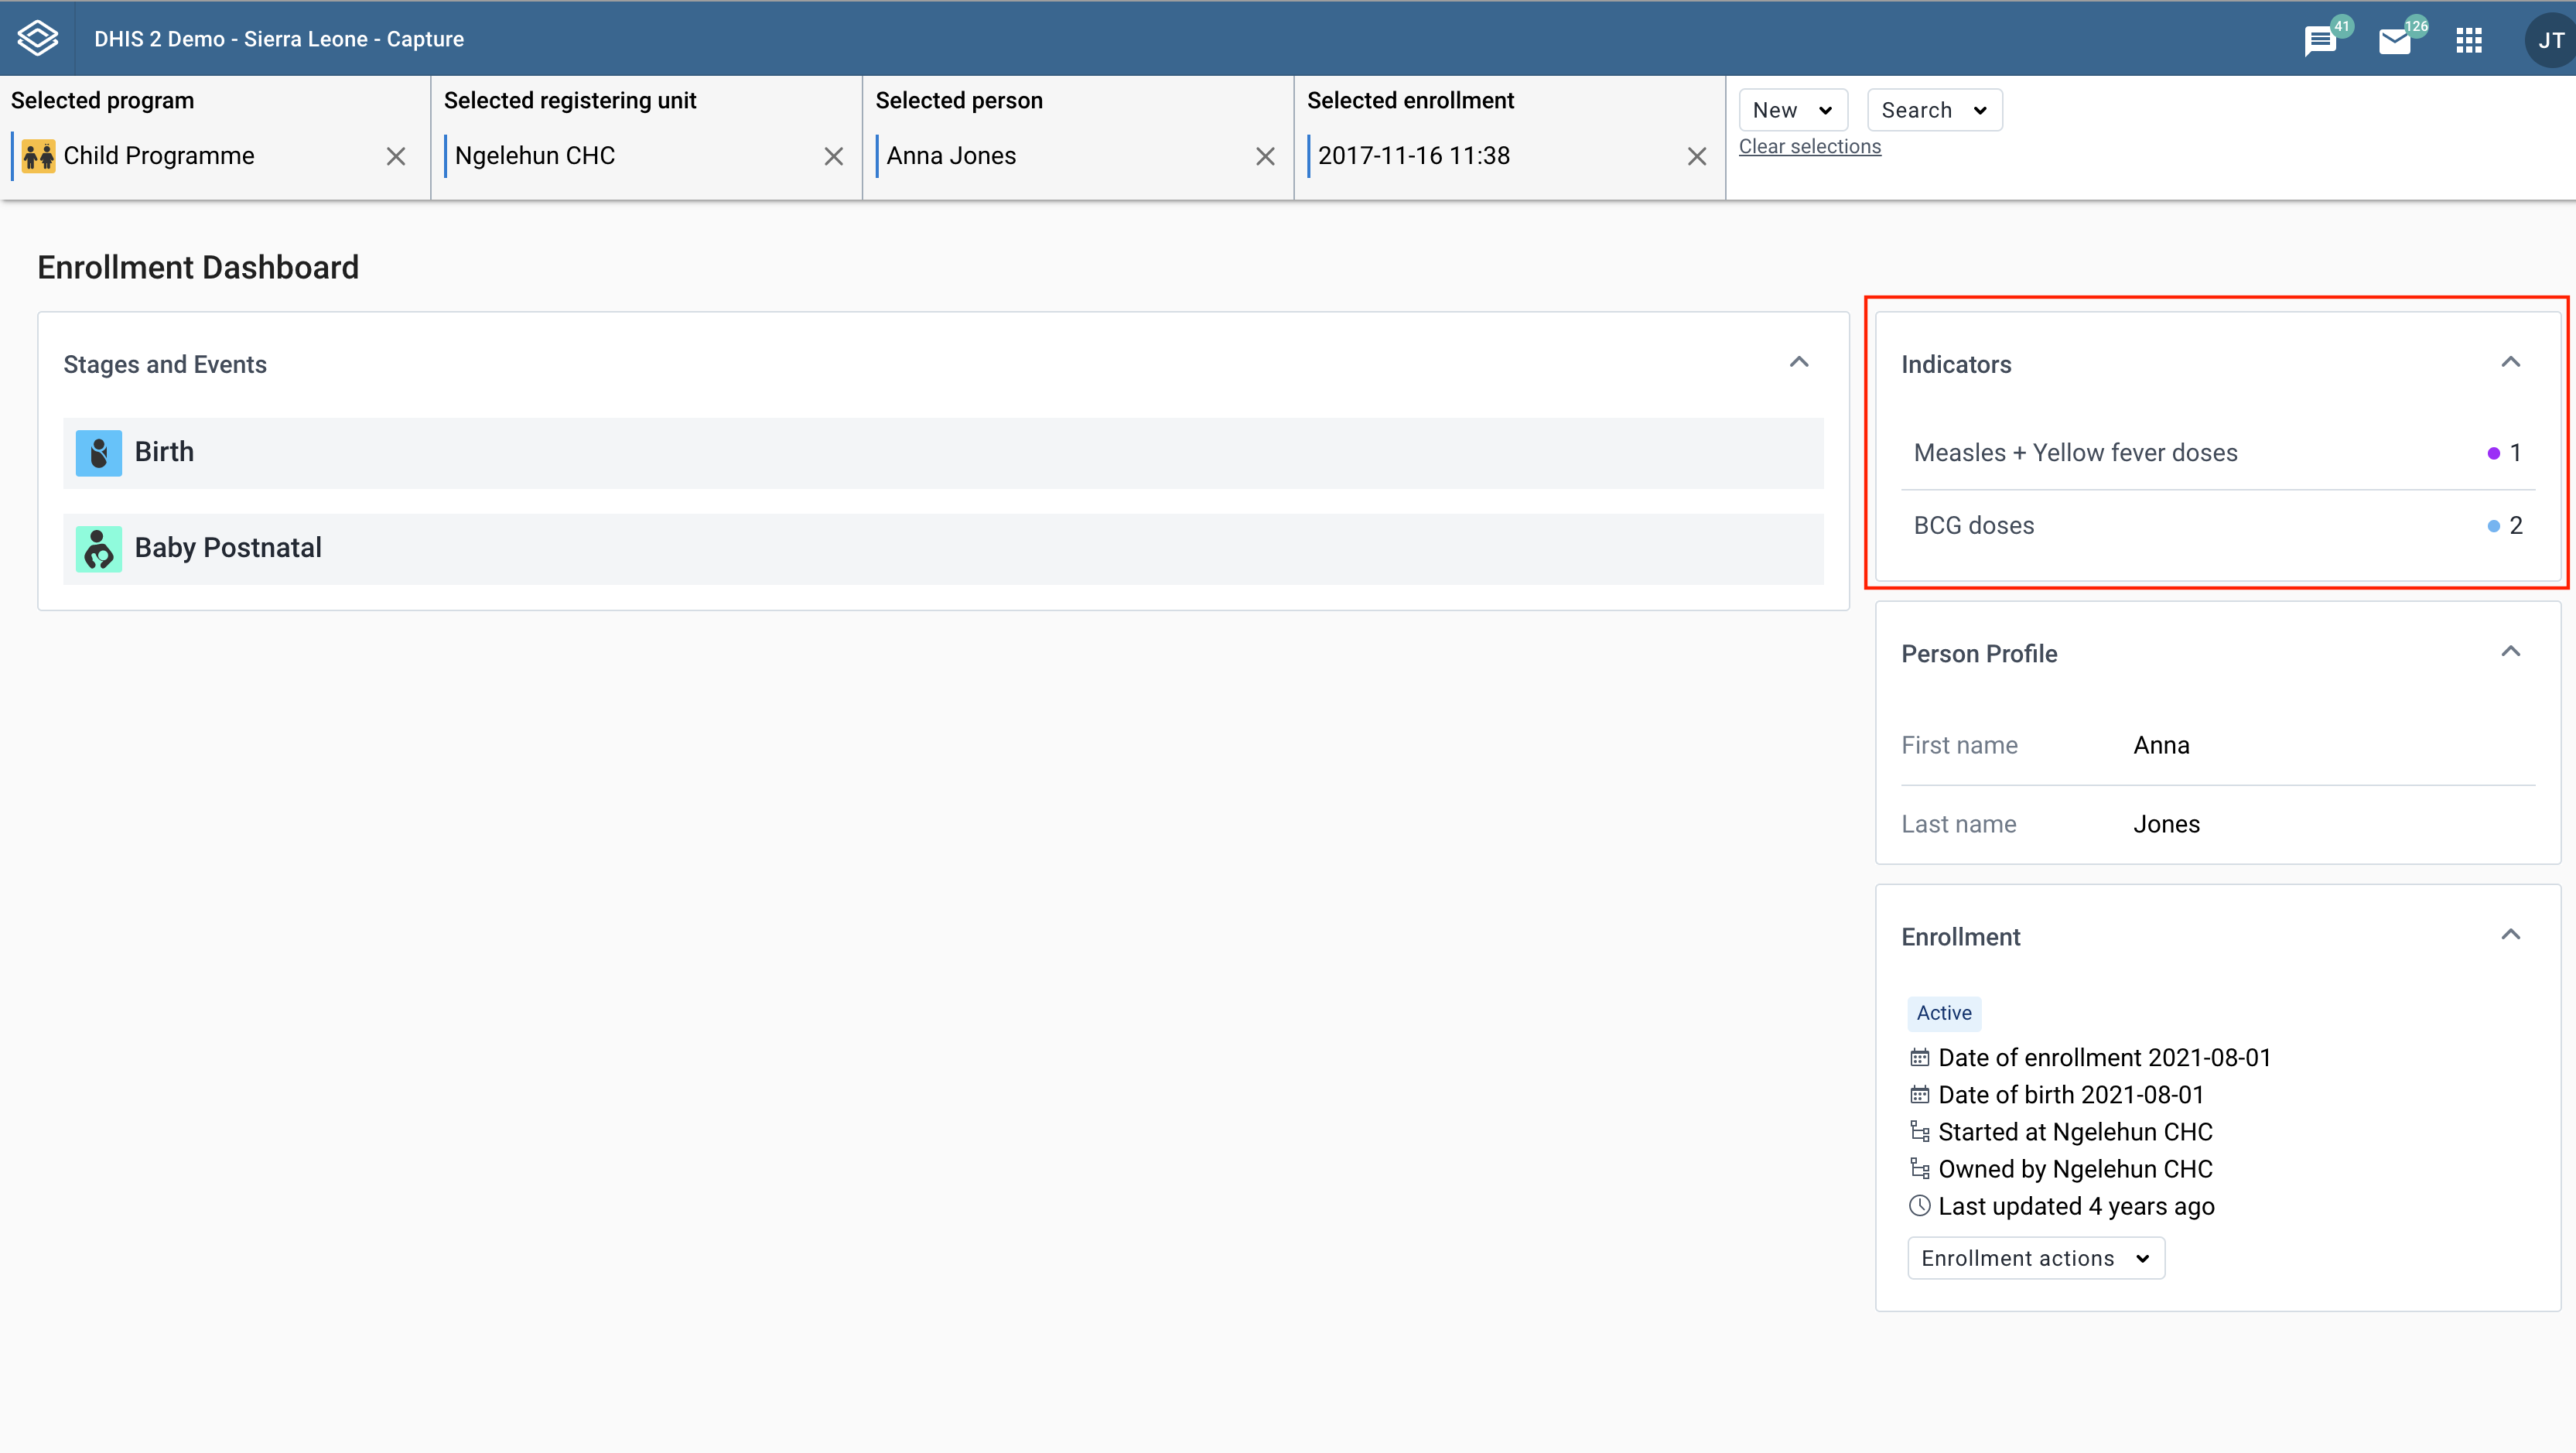 DHIS 2 Demo - Sierra Leone - Capture
41
126
JT
Selected program
Child Programme
Selected registering unit
Ngelehun CHC
Selected person
Anna Jones
Selected enrollment
2017-11-16 11:38
New
Search
Clear selections
Enrollment Dashboard
Stages and Events
Birth
Baby Postnatal
Indicators
Measles + Yellow fever doses 1
BCG doses 2
Person Profile
First name Anna
Last name Jones
Enrollment
Active
Date of enrollment 2021-08-01
Date of birth 2021-08-01
Started at Ngelehun CHC
Owned by Ngelehun CHC
Last updated 4 years ago
Enrollment actions